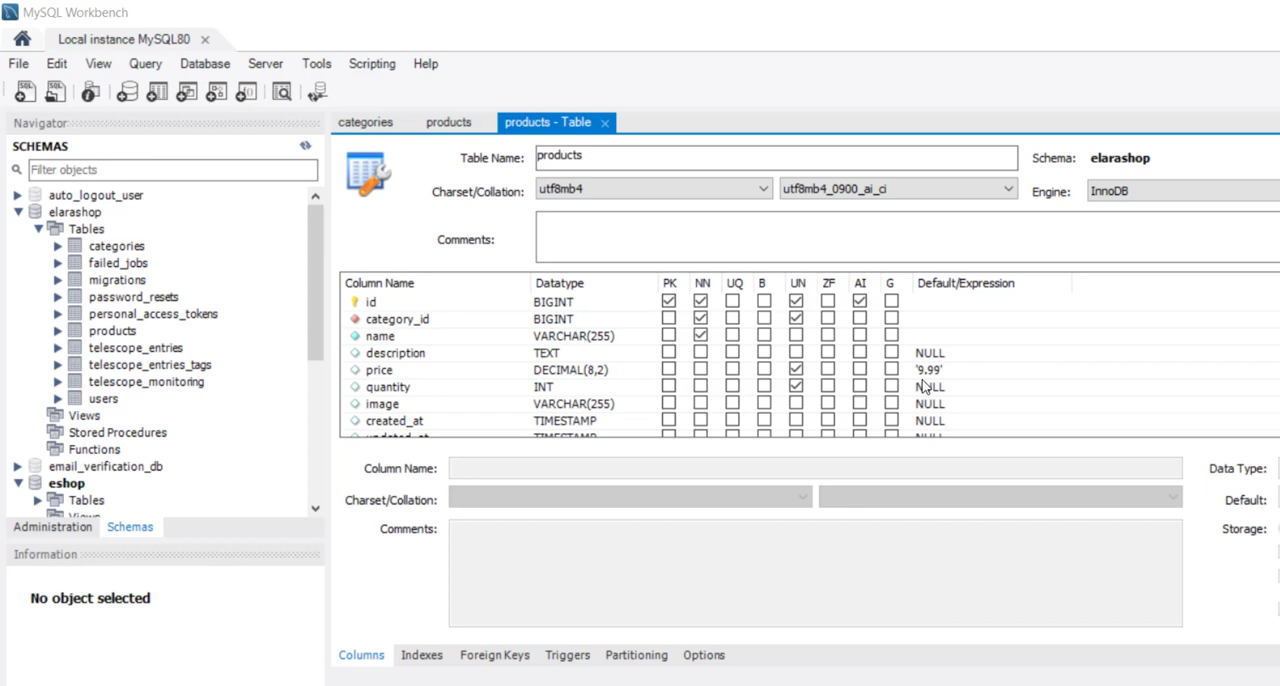 MySQL Workbench
Local instance MySQL80
File Edit View Query Database Server Tools Scripting Help
Navigator
SCHEMAS
Filter objects
auto_logout_user
elarashop
Tables
categories
failed_jobs
migrations
password_resets
personal_access_tokens
products
telescope_entries
telescope_entries_tags
telescope_monitoring
users
Views
Stored Procedures
Functions
email_verification_db
eshop
Tables
Views
Administration Schemas
Information
No object selected
categories products products - Table
Table Name: products Schema: elarashop
Charset/Collation: utf8mb4 utf8mb4_0900_ai_ci Engine: InnoDB
Comments:
Column Name Datatype PK NN UQ B UN ZF AI G Default/Expression
id BIGINT
category_id BIGINT
name VARCHAR(255)
description TEXT NULL
price DECIMAL(8,2) '9.99'
quantity INT NULL
image VARCHAR(255) NULL
created_at TIMESTAMP NULL
updated_at TIMESTAMP NULL
Column Name: Data Type:
Charset/Collation: Default:
Comments: Storage:
Columns Indexes Foreign Keys Triggers Partitioning Options